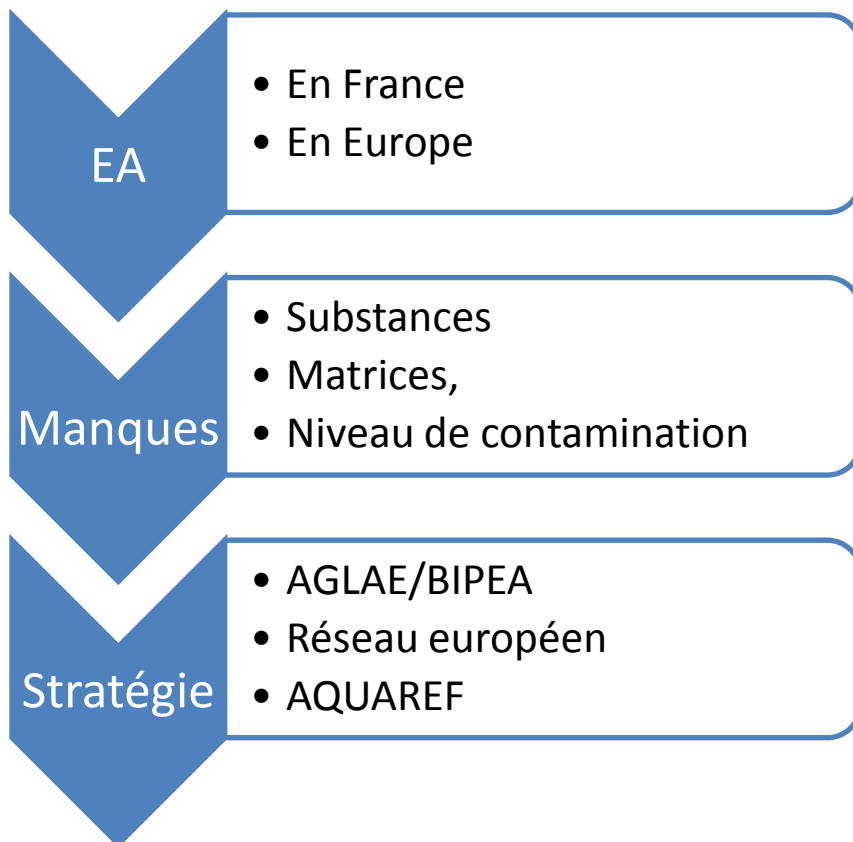 EA
• En France
• En Europe
Manques
• Substances
• Matrices,
• Niveau de contamination
Stratégie
• AGLAE/BIPEA
• Réseau européen
• AQUAREF